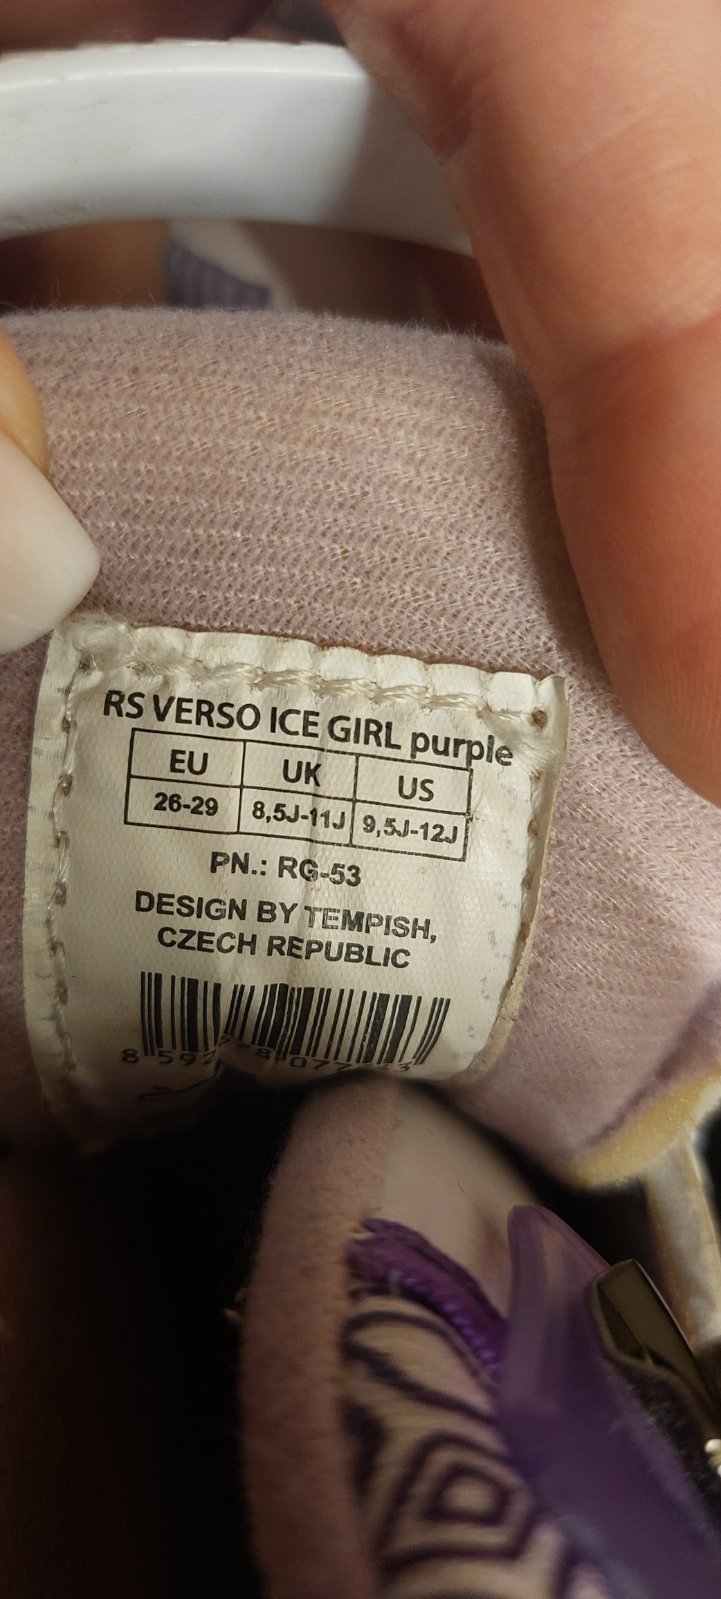 RS VERSO ICE GIRL purple
EU UK US
26-29 8,5J-11J 9,5J-12J
PN.: RG-53
DESIGN BY TEMPISH,
CZECH REPUBLIC